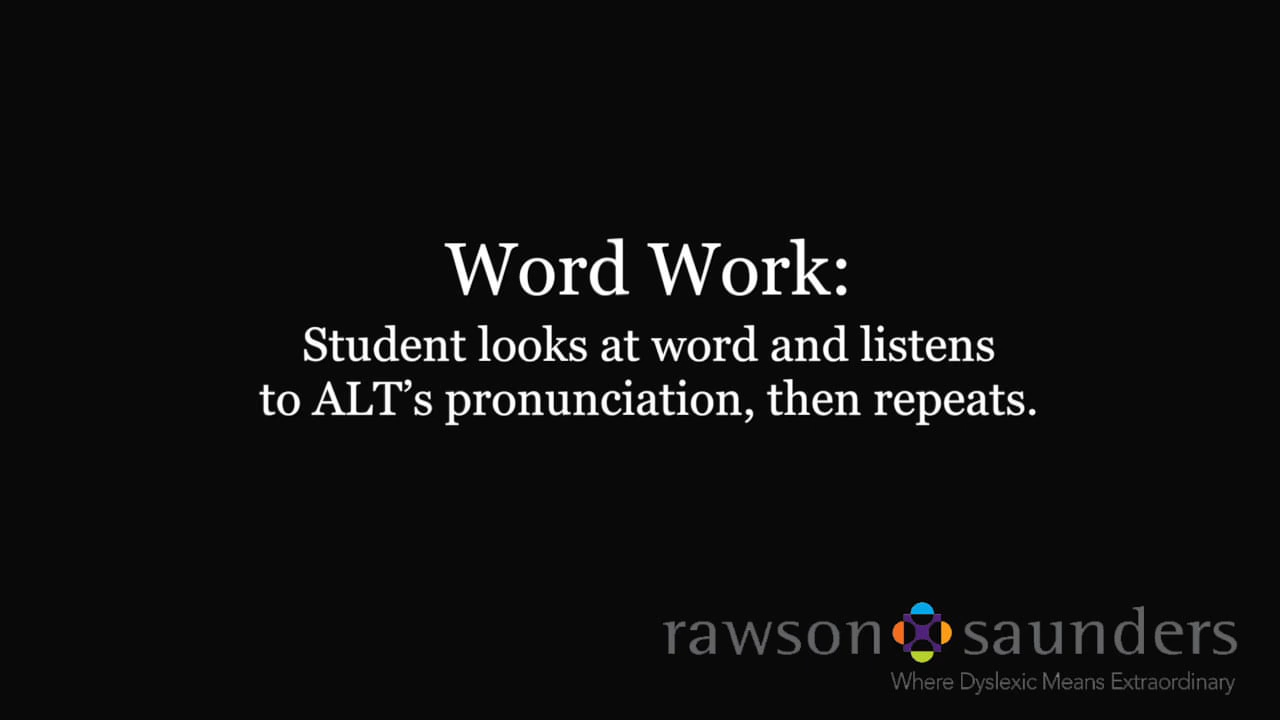 Word Work:
Student looks at word and listens
to ALT’s pronunciation, then repeats.
rawson saunders
Where Dyslexic Means Extraordinary